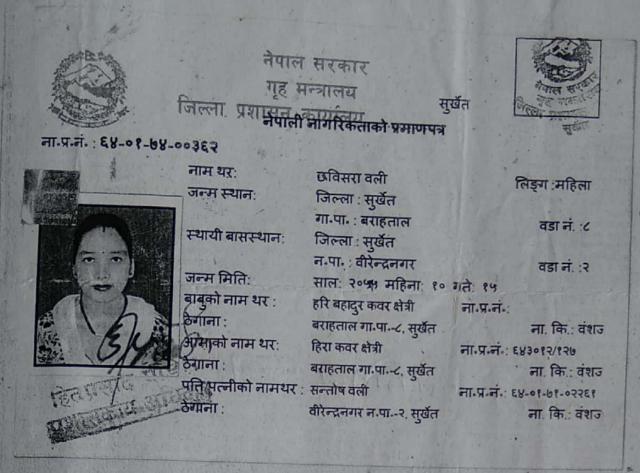 नेपाल सरकार
गृह मन्त्रालय
जिल्ला प्रशासन कार्यालय सुर्खेत
नेपाली नागरिकताको प्रमाणपत्र
नेपाल सरकार
गृह मन्त्रालय
जिल्ला
सुर्खेत
ना.प्र.नं. : ६४-०१-७४-००३६२
नाम थर: छविसरा वली लिङ्ग :महिला
जन्म स्थान: जिल्ला : सुर्खेत
गा.पा. : बराहताल वडा नं. :८
स्थायी बासस्थान: जिल्ला : सुर्खेत
न.पा. : वीरेन्द्रनगर वडा नं. :२
जन्म मिति: साल: महिना: १० गते: १५
बाबुको नाम थर : हरि बहादुर कवर क्षेत्री ना.प्र.नं.:
ठेगाना : बराहताल गा.पा.-८, सुर्खेत ना. कि.: वंशज
आमाको नाम थर: हिरा कवर क्षेत्री ना.प्र.नं.: ६४३०१२/१२७
ठेगाना : बराहताल गा.पा.-८, सुर्खेत ना. कि.: वंशज
पति पत्नीको नामथर : सन्तोष वली ना.प्र.नं.: ६४-०१-७१-०२२६१
ठेगाना : वीरेन्द्रनगर न.पा.-२, सुर्खेत ना. कि.: वंशज